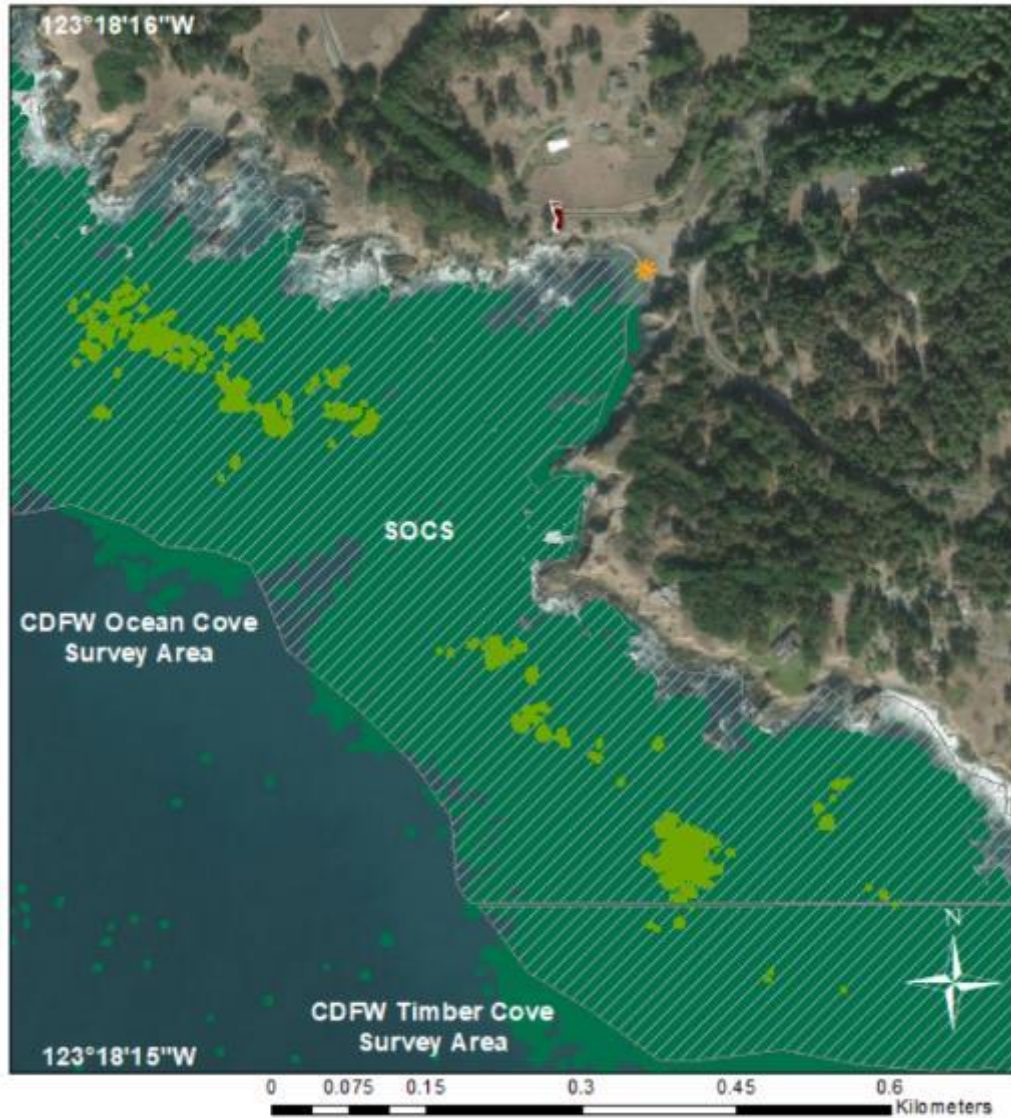 123°18'16"W
SOCS
CDFW Ocean Cove
Survey Area
N
CDFW Timber Cove
Survey Area
123°18'15"W
0 0.075 0.15 0.3 0.45 0.6
Kilometers